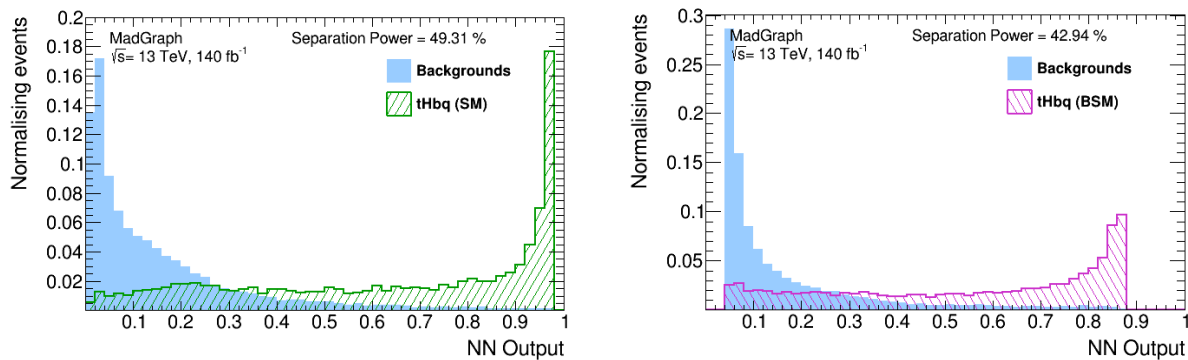 Normalising events
0.2
0.18
0.16
0.14
0.12
0.1
0.08
0.06
0.04
0.02
MadGraph
√s= 13 TeV, 140 fb⁻¹
Separation Power = 49.31 %
Backgrounds
tHbq (SM)
0.1 0.2 0.3 0.4 0.5 0.6 0.7 0.8 0.9 1
NN Output
Normalising events
0.3
0.25
0.2
0.15
0.1
0.05
MadGraph
√s= 13 TeV, 140 fb⁻¹
Separation Power = 42.94 %
Backgrounds
tHbq (BSM)
0.1 0.2 0.3 0.4 0.5 0.6 0.7 0.8 0.9 1
NN Output